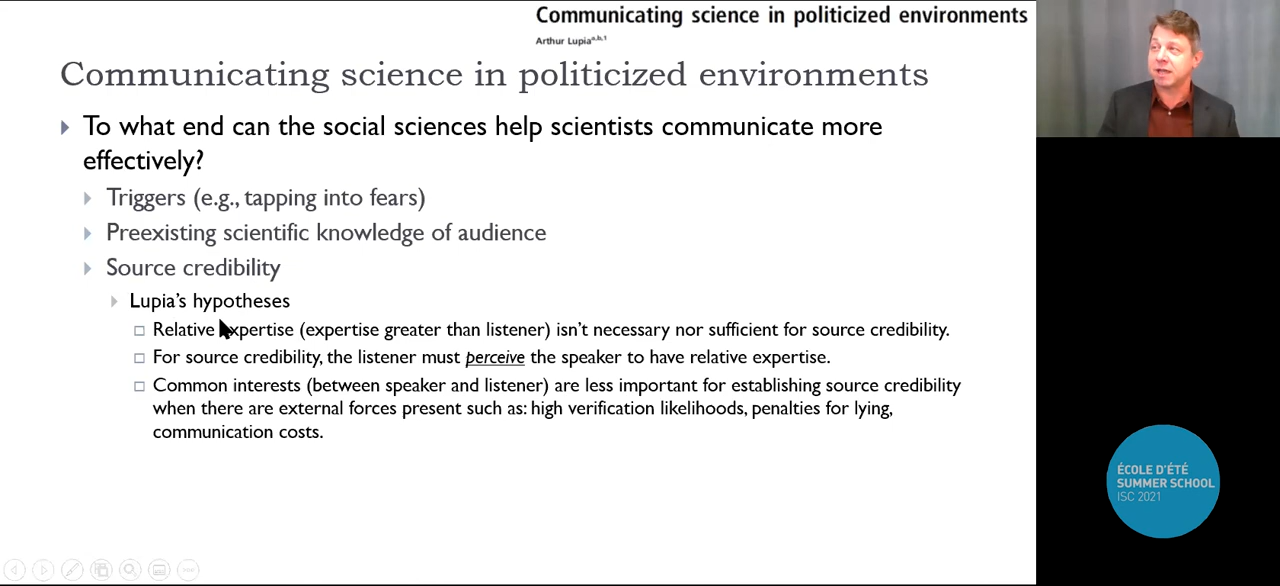 Communicating science in politicized environments
Arthur Lupia a,b,1
Communicating science in politicized environments
To what end can the social sciences help scientists communicate more
effectively?
Triggers (e.g., tapping into fears)
Preexisting scientific knowledge of audience
Source credibility
Lupia's hypotheses
Relative expertise (expertise greater than listener) isn't necessary nor sufficient for source credibility.
For source credibility, the listener must perceive the speaker to have relative expertise.
Common interests (between speaker and listener) are less important for establishing source credibility
when there are external forces present such as: high verification likelihoods, penalties for lying,
communication costs.
ÉCOLE D'ÉTÉ
SUMMER SCHOOL
ISC 2021